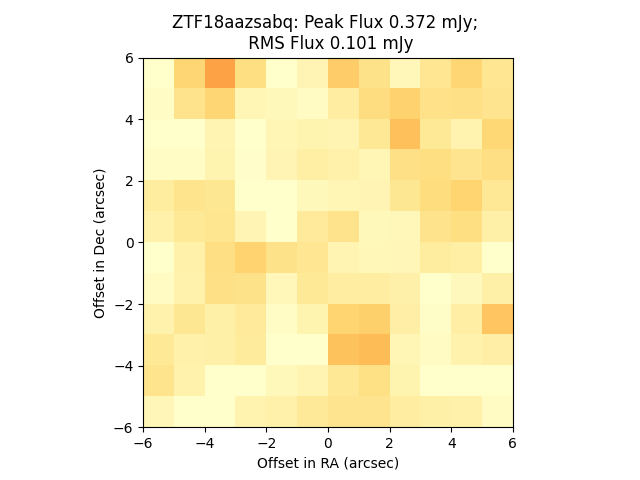 ZTF18aazsabq: Peak Flux 0.372 mJy;
RMS Flux 0.101 mJy
6
4
2
0
−2
−4
−6
Offset in Dec (arcsec)
−6 −4 −2 0 2 4 6
Offset in RA (arcsec)